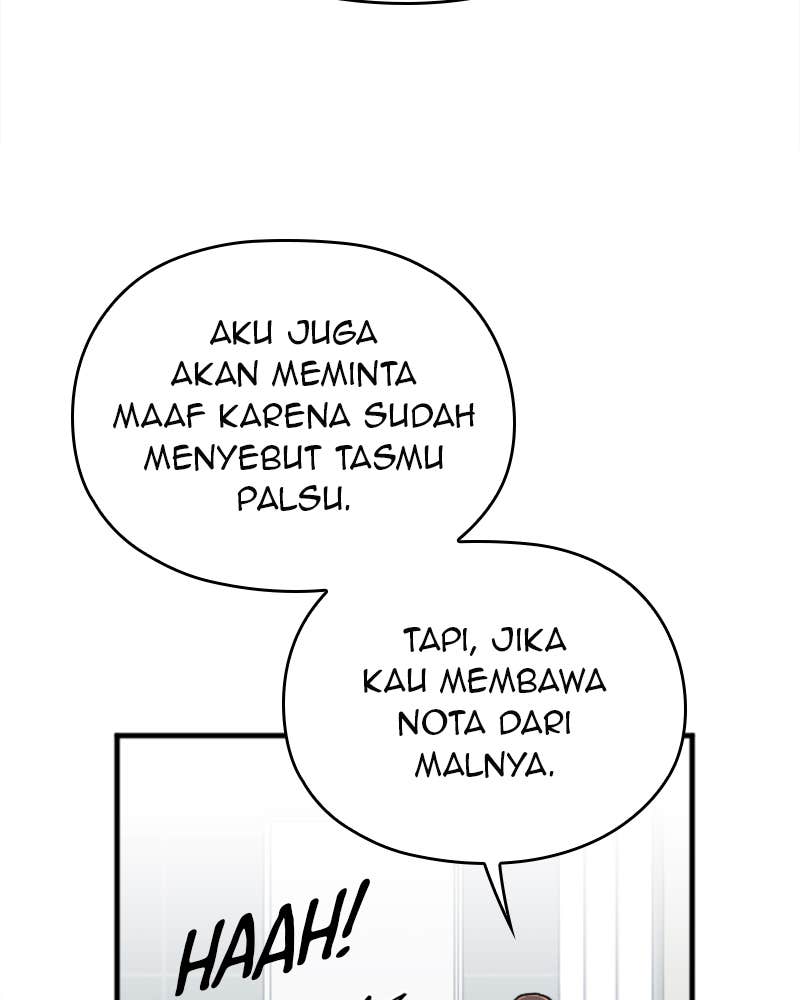 AKU JUGA
AKAN MEMINTA
MAAF KARENA SUDAH
MENYEBUT TASMU
PALSU.
TAPI, JIKA
KAU MEMBAWA
NOTA DARI
MALNYA.
HAAH!